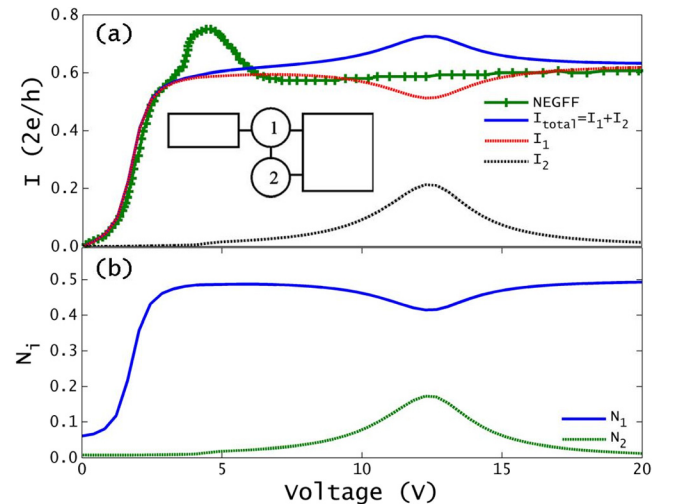 (a)
0.8
0.6
0.4
0.2
0.0
I (2e/h)
NEGFF
I_total=I_1+I_2
I_1
I_2
1
2
(b)
0.5
0.4
0.3
0.2
0.1
0.0
N_i
N_1
N_2
0 5 10 15 20
Voltage (V)